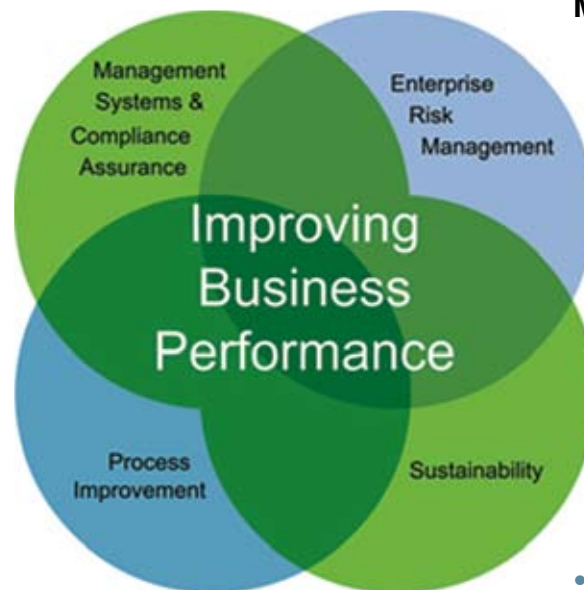 M
Management
Systems &
Compliance
Assurance
Enterprise
Risk
Management
Improving
Business
Performance
Process
Improvement
Sustainability
•